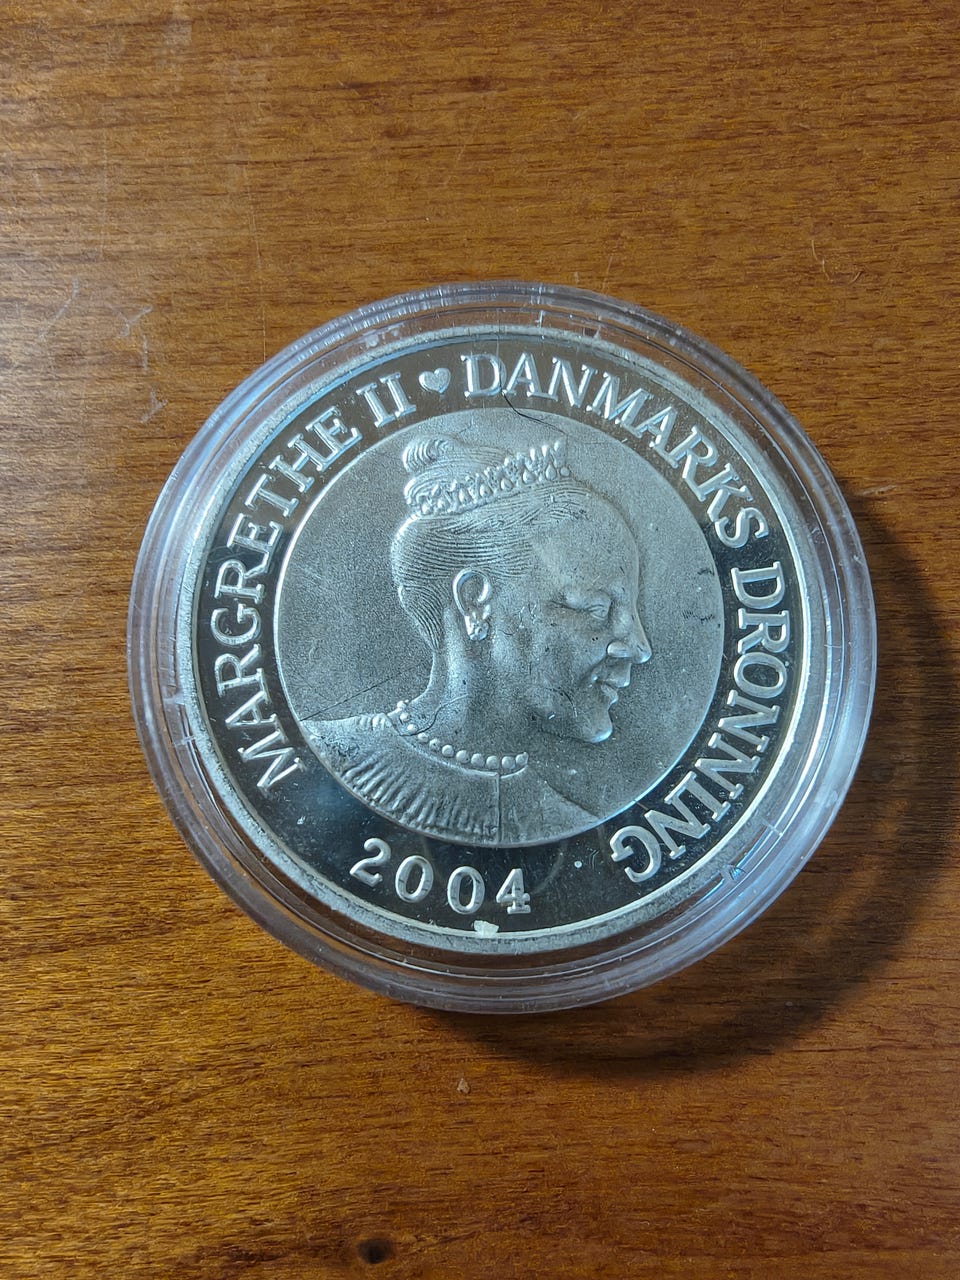 MARGRETHE II ♥ DANMARKS DRONNING
2004